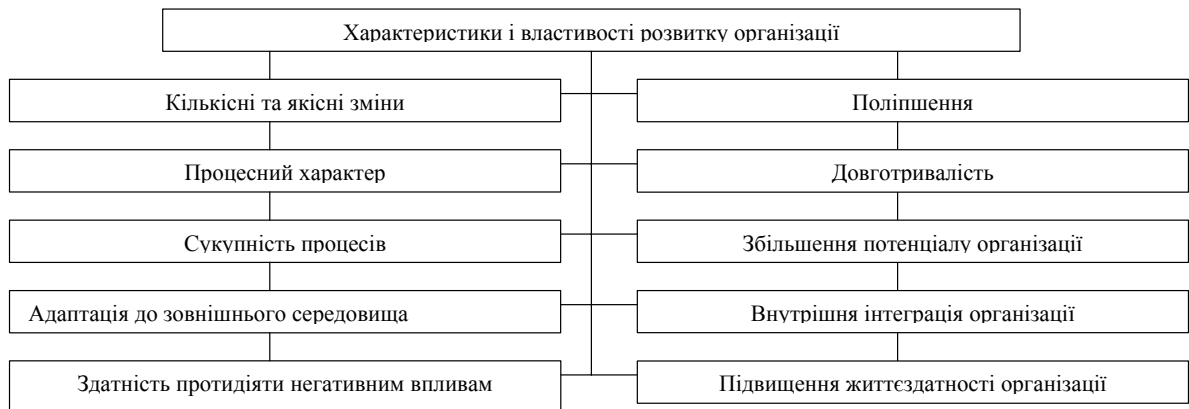 Характеристики і властивості розвитку організації
Кількісні та якісні зміни
Поліпшення
Процесний характер
Довготривалість
Сукупність процесів
Збільшення потенціалу організації
Адаптація до зовнішнього середовища
Внутрішня інтеграція організації
Здатність протидіяти негативним впливам
Підвищення життєздатності організації